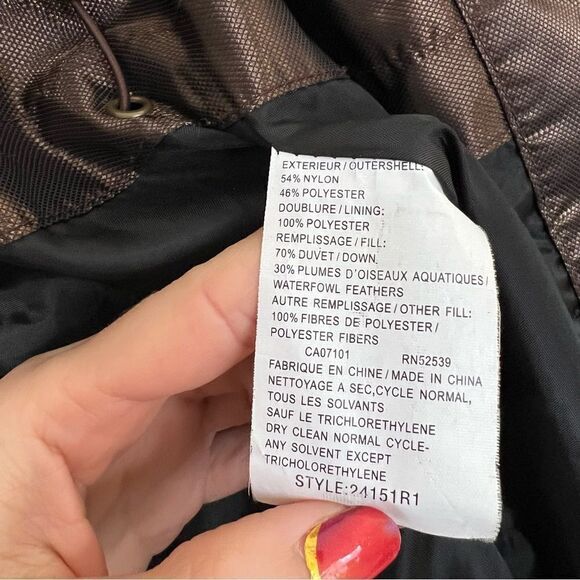 EXTERIEUR/OUTERSHELL:
54% NYLON
46% POLYESTER
DOUBLURE/LINING:
100% POLYESTER
REMPLISSAGE/FILL:
70% DUVET/DOWN
30% PLUMES D'OISEAUX AQUATIQUES/
WATERFOWL FEATHERS
AUTRE REMPLISSAGE/OTHER FILL:
100% FIBRES DE POLYESTER/
POLYESTER FIBERS
CA07101 RN52539
FABRIQUE EN CHINE/MADE IN CHINA
NETTOYAGE A SEC,CYCLE NORMAL,
TOUS LES SOLVANTS
SAUF LE TRICHLORETHYLENE
DRY CLEAN NORMAL CYCLE-
ANY SOLVENT EXCEPT
TRICHOLORETHYLENE
STYLE:24151R1